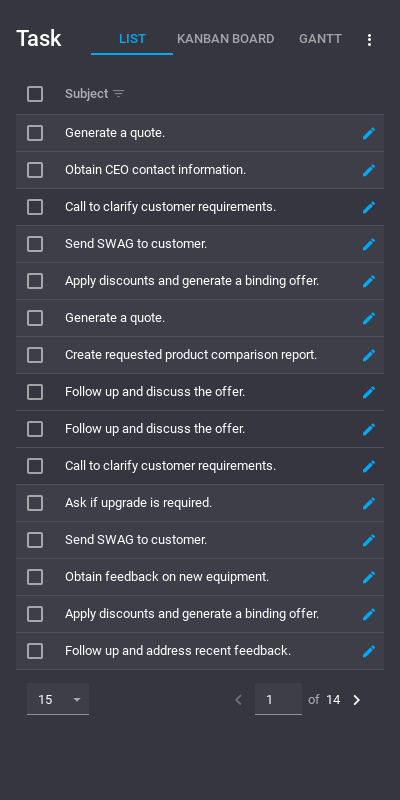 Task LIST KANBAN BOARD GANTT
Subject
Generate a quote.
Obtain CEO contact information.
Call to clarify customer requirements.
Send SWAG to customer.
Apply discounts and generate a binding offer.
Generate a quote.
Create requested product comparison report.
Follow up and discuss the offer.
Follow up and discuss the offer.
Call to clarify customer requirements.
Ask if upgrade is required.
Send SWAG to customer.
Obtain feedback on new equipment.
Apply discounts and generate a binding offer.
Follow up and address recent feedback.
15 1 of 14